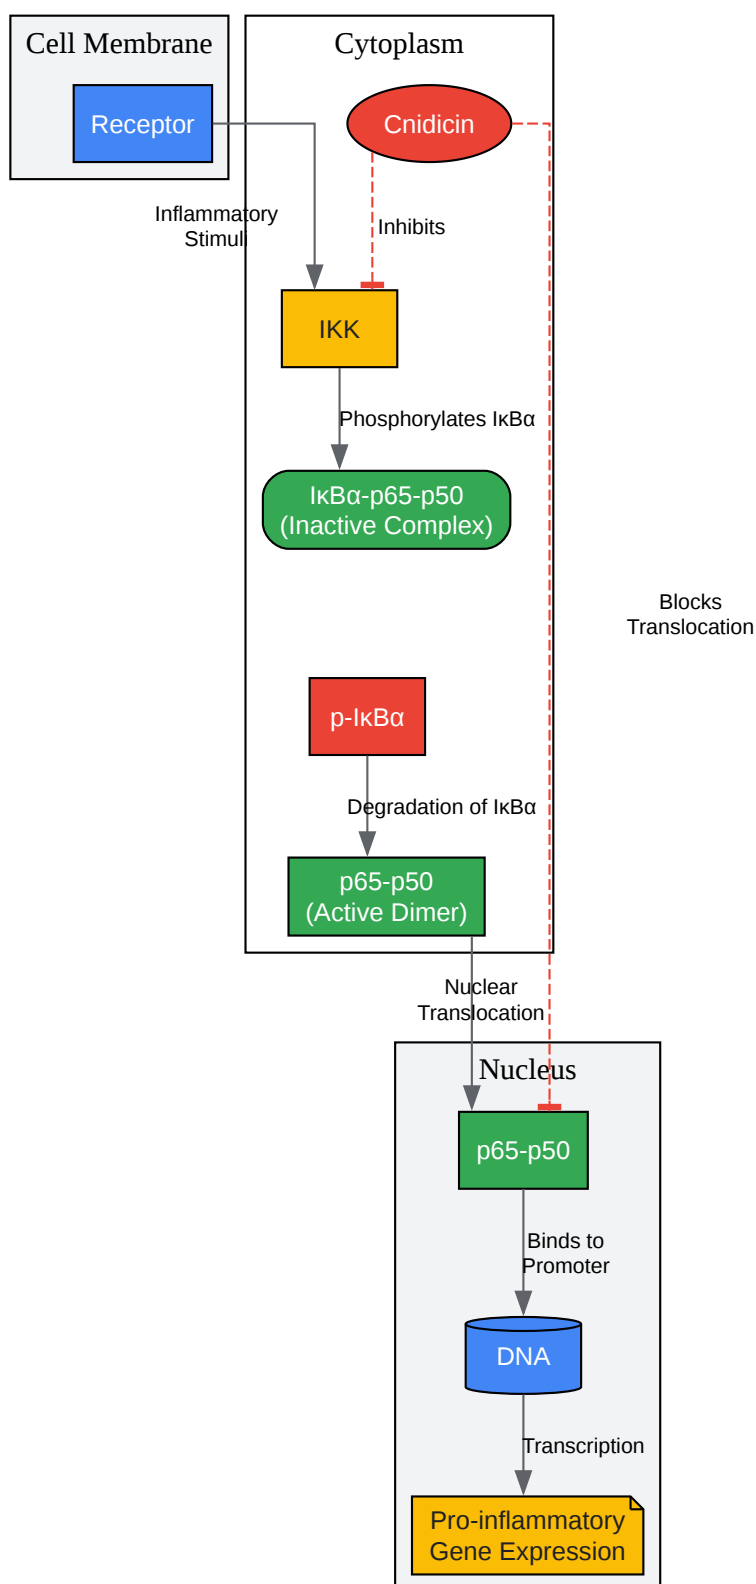 Cell Membrane
Cytoplasm
Receptor
Cnidicin
Inflammatory
Stimuli
Inhibits
IKK
Phosphorylates IκBα
IκBα-p65-p50
(Inactive Complex)
Blocks
Translocation
p-IκBα
Degradation of IκBα
p65-p50
(Active Dimer)
Nuclear
Translocation
Nucleus
p65-p50
Binds to
Promoter
DNA
Transcription
Pro-inflammatory
Gene Expression